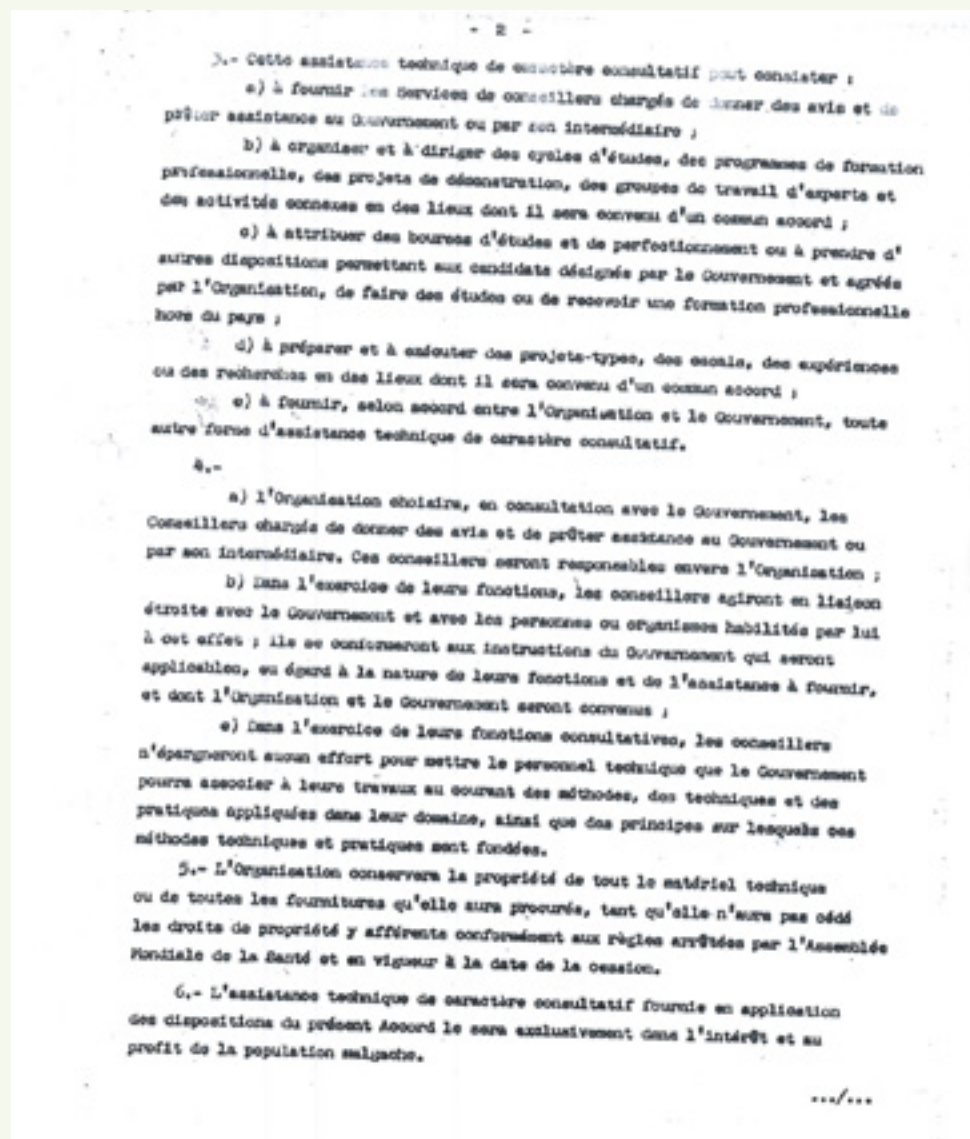 - 2 -
3.- Cette assistance technique de caractère consultatif peut consister :
a) à fournir les Services de conseillers chargés de donner des avis et de
prêter assistance au Gouvernement ou par son intermédiaire ;
b) à organiser et à diriger des cycles d'études, des programmes de formation
professionnelle, des projets de démonstration, des groupes de travail d'experts et
des activités connexes en des lieux dont il sera convenu d'un commun accord ;
c) à attribuer des bourses d'études et de perfectionnement ou à prendre d'
autres dispositions permettant aux candidats désignés par le Gouvernement et agréés
par l'Organisation, de faire des études ou de recevoir une formation professionnelle
hors du pays ;
d) à préparer et à exécuter des projets-types, des essais, des expériences
ou des recherches en des lieux dont il sera convenu d'un commun accord ;
e) à fournir, selon accord entre l'Organisation et le Gouvernement, toute
autre forme d'assistance technique de caractère consultatif.
4.-
a) l'Organisation choisira, en consultation avec le Gouvernement, les
Conseillers chargés de donner des avis et de prêter assistance au Gouvernement ou
par son intermédiaire. Ces conseillers seront responsables envers l'Organisation ;
b) Dans l'exercice de leurs fonctions, les conseillers agiront en liaison
étroite avec le Gouvernement et avec les personnes ou organismes habilités par lui
à cet effet ; ils se conformeront aux instructions du Gouvernement qui seront
applicables, eu égard à la nature de leurs fonctions et de l'assistance à fournir,
et dont l'Organisation et le Gouvernement seront convenus ;
c) Dans l'exercice de leurs fonctions consultatives, les conseillers
n'épargneront aucun effort pour mettre le personnel technique que le Gouvernement
pourra associer à leurs travaux au courant des méthodes, des techniques et des
pratiques appliquées dans leur domaine, ainsi que des principes sur lesquels ces
méthodes techniques et pratiques sont fondées.
5.- L'Organisation conservera la propriété de tout le matériel technique
ou de toutes les fournitures qu'elle aura procurés, tant qu'elle n'aura pas cédé
les droits de propriété y afférents conformément aux règles arrêtées par l'Assemblée
Mondiale de la Santé et en vigueur à la date de la cession.
6.- L'assistance technique de caractère consultatif fournie en application
des dispositions du présent Accord le sera exclusivement dans l'intérêt et au
profit de la population malgache.
.../...